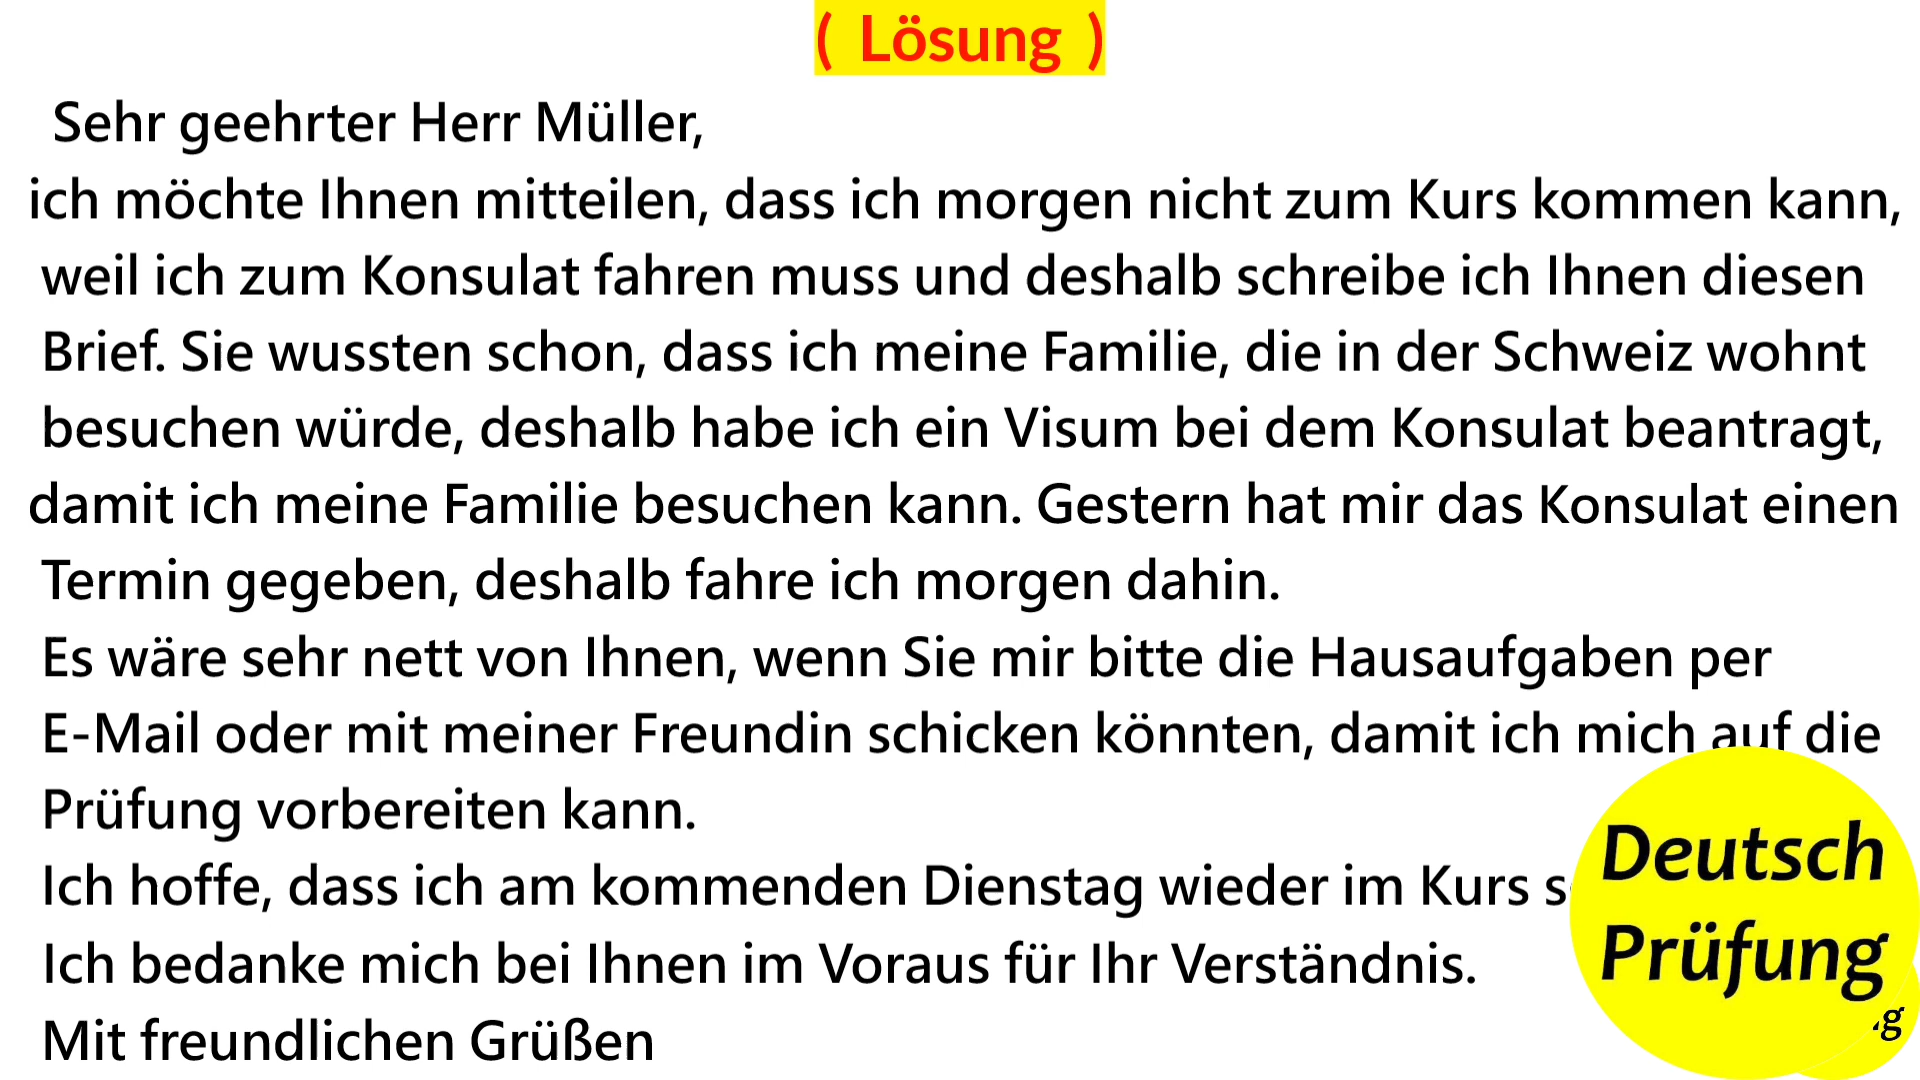 ( Lösung )
Sehr geehrter Herr Müller,
ich möchte Ihnen mitteilen, dass ich morgen nicht zum Kurs kommen kann,
weil ich zum Konsulat fahren muss und deshalb schreibe ich Ihnen diesen
Brief. Sie wussten schon, dass ich meine Familie, die in der Schweiz wohnt
besuchen würde, deshalb habe ich ein Visum bei dem Konsulat beantragt,
damit ich meine Familie besuchen kann. Gestern hat mir das Konsulat einen
Termin gegeben, deshalb fahre ich morgen dahin.
Es wäre sehr nett von Ihnen, wenn Sie mir bitte die Hausaufgaben per
E-Mail oder mit meiner Freundin schicken könnten, damit ich mich auf die
Prüfung vorbereiten kann.
Ich hoffe, dass ich am kommenden Dienstag wieder im Kurs
Ich bedanke mich bei Ihnen im Voraus für Ihr Verständnis.
Mit freundlichen Grüßen
Deutsch
Prüfung